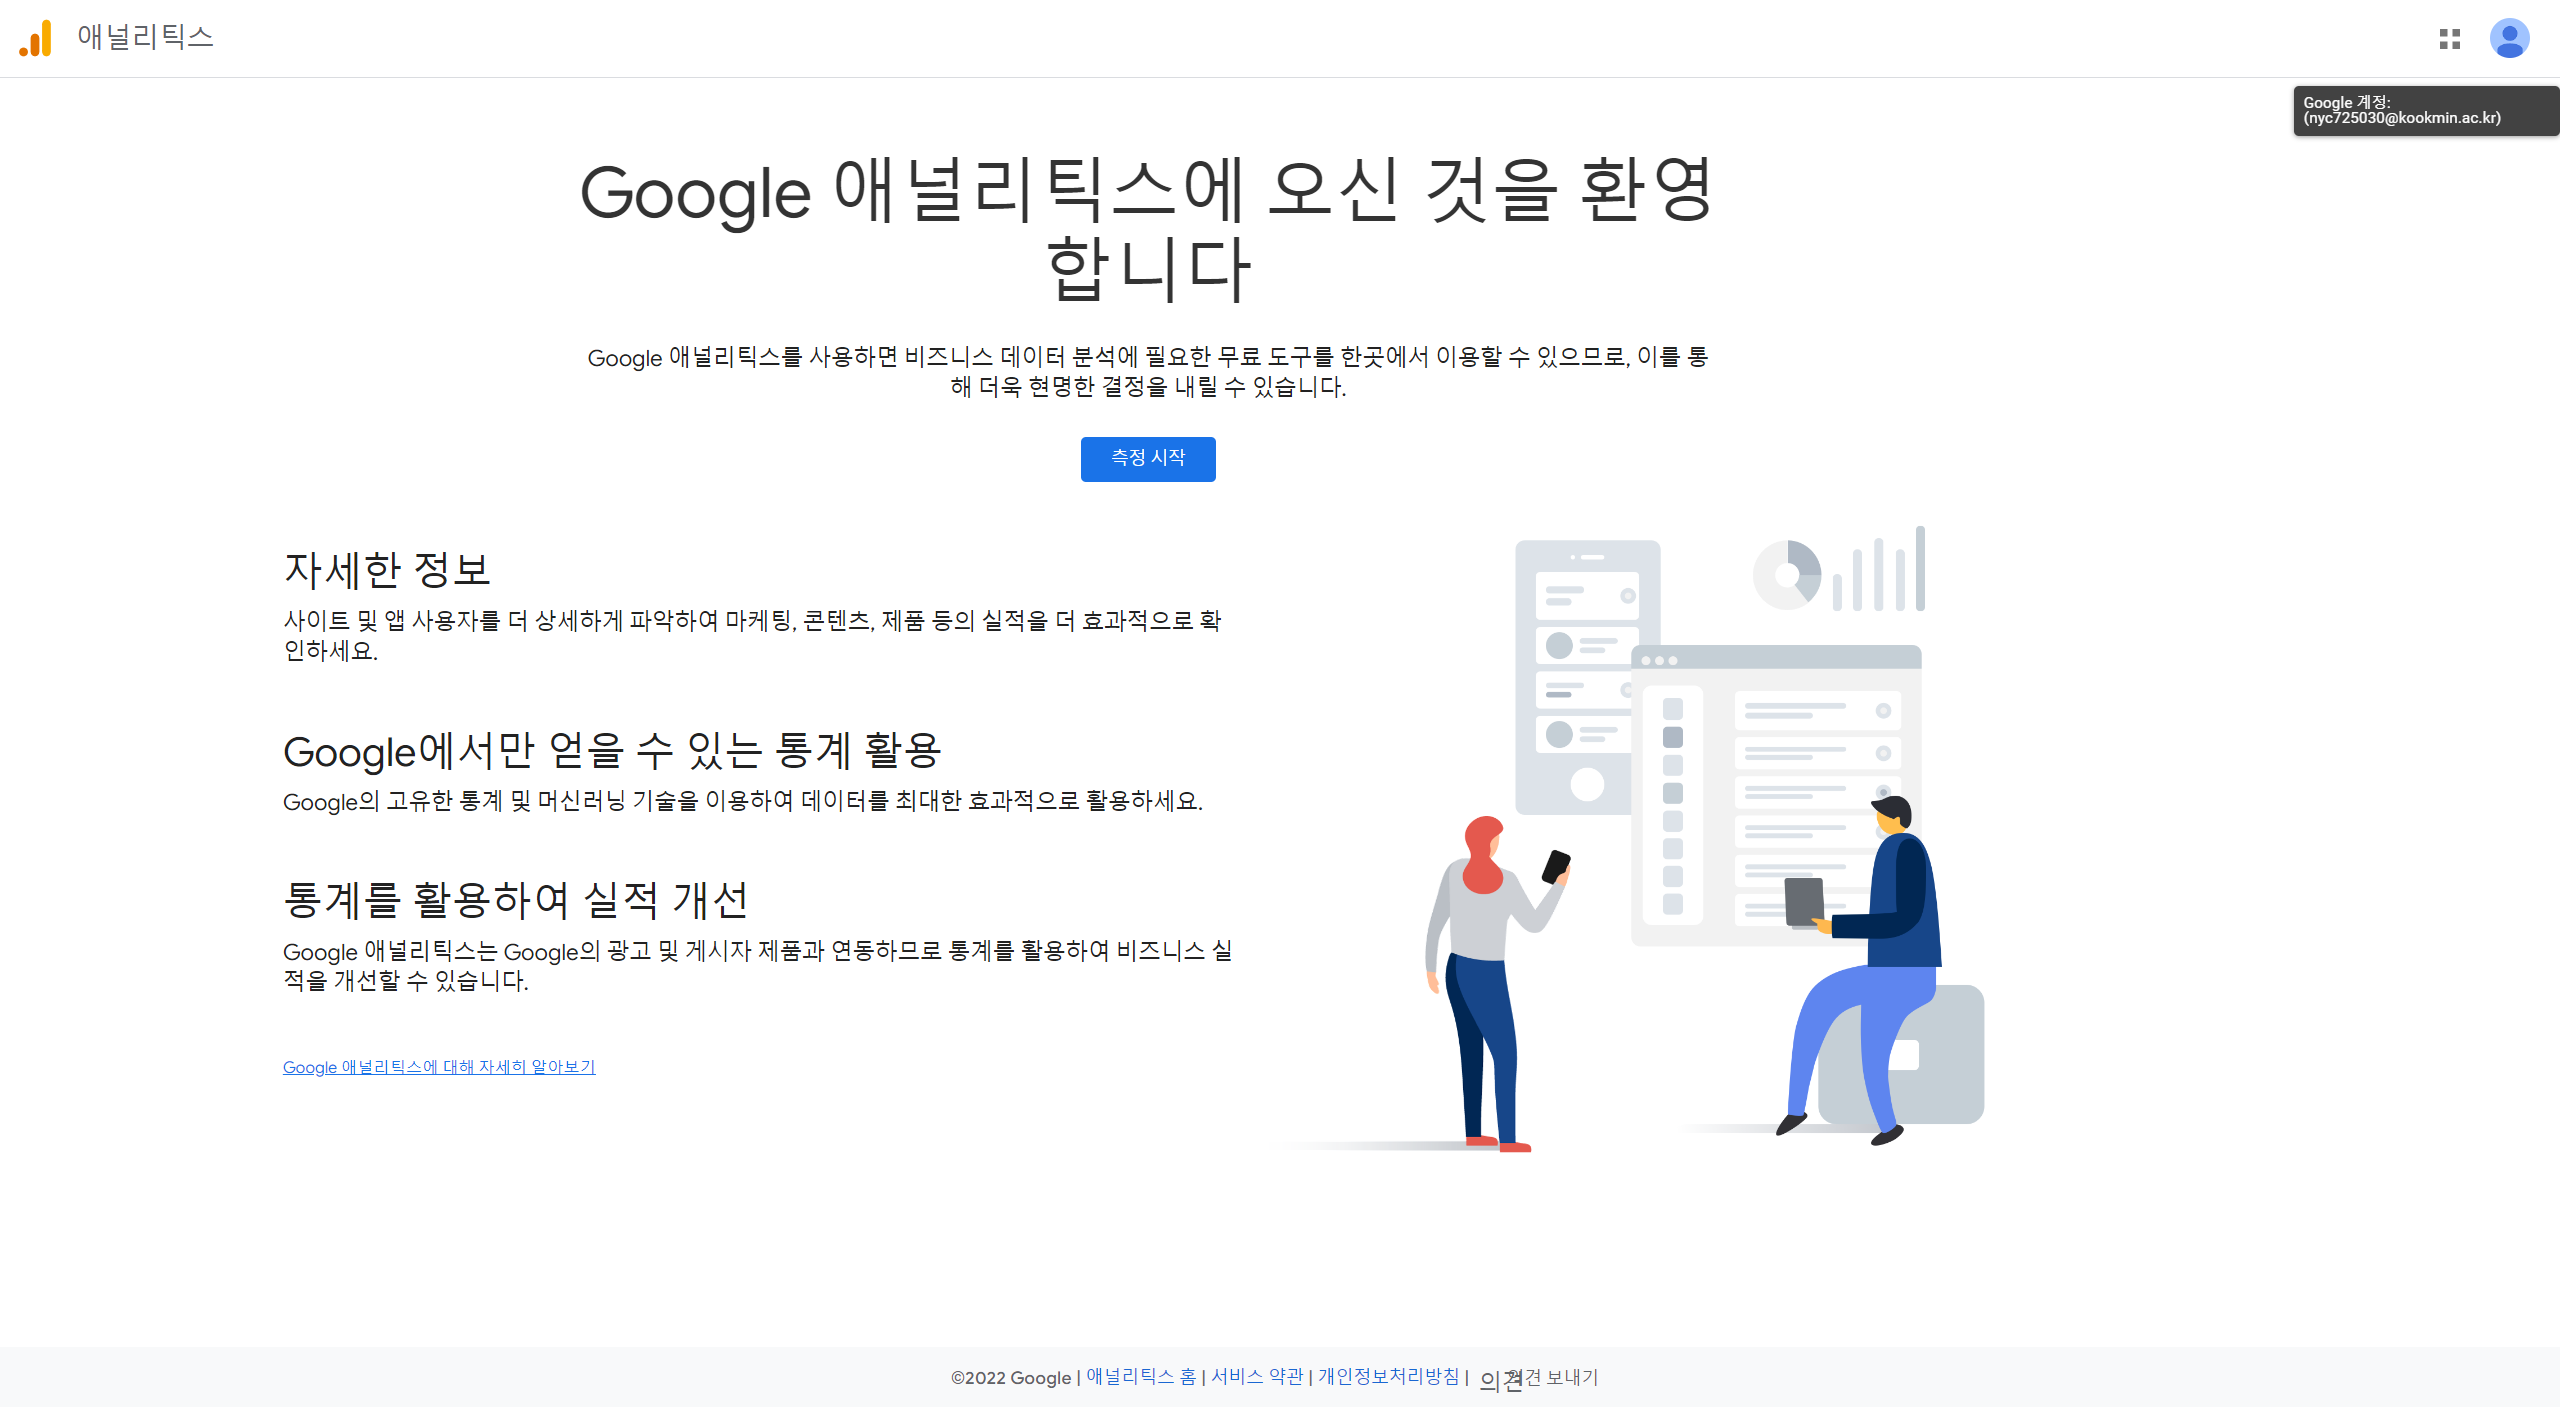 애널리틱스
Google 계정:
(nyc725030@kookmin.ac.kr)
Google 애널리틱스에 오신 것을 환영
합니다
Google 애널리틱스를 사용하면 비즈니스 데이터 분석에 필요한 무료 도구를 한곳에서 이용할 수 있으므로, 이를 통
해 더욱 현명한 결정을 내릴 수 있습니다.
측정 시작
자세한 정보
사이트 및 앱 사용자를 더 상세하게 파악하여 마케팅, 콘텐츠, 제품 등의 실적을 더 효과적으로 확
인하세요.
Google에서만 얻을 수 있는 통계 활용
Google의 고유한 통계 및 머신러닝 기술을 이용하여 데이터를 최대한 효과적으로 활용하세요.
통계를 활용하여 실적 개선
Google 애널리틱스는 Google의 광고 및 게시자 제품과 연동하므로 통계를 활용하여 비즈니스 실
적을 개선할 수 있습니다.
Google 애널리틱스에 대해 자세히 알아보기
©2022 Google | 애널리틱스 홈 | 서비스 약관 | 개인정보처리방침 | 의견 의견 보내기